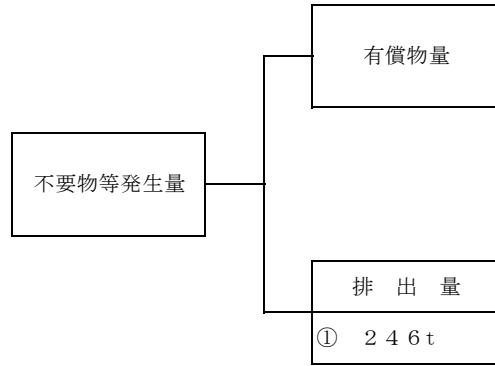 有償物量
不要物等発生量
排　出　量
①　２４６t